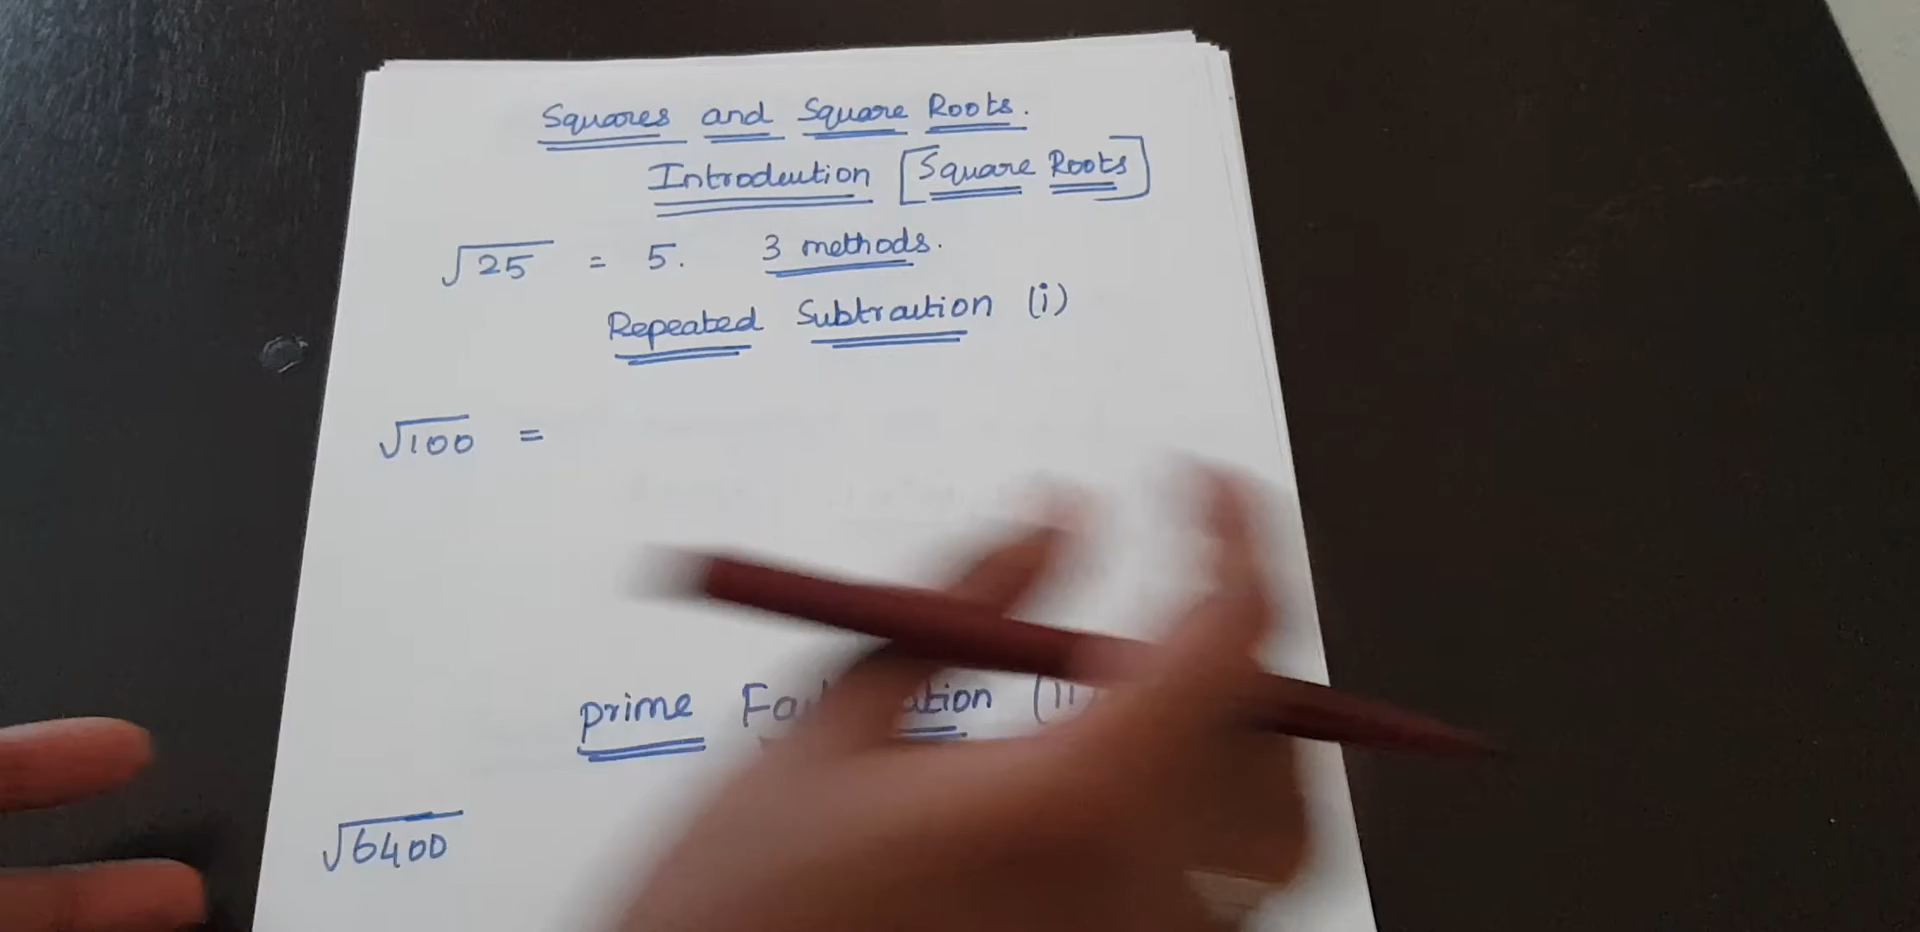 Squares and Square Roots.
Introduction [Square Roots]
√25 = 5. 3 methods.
Repeated Subtraction (i)
√100 =
prime
√6400